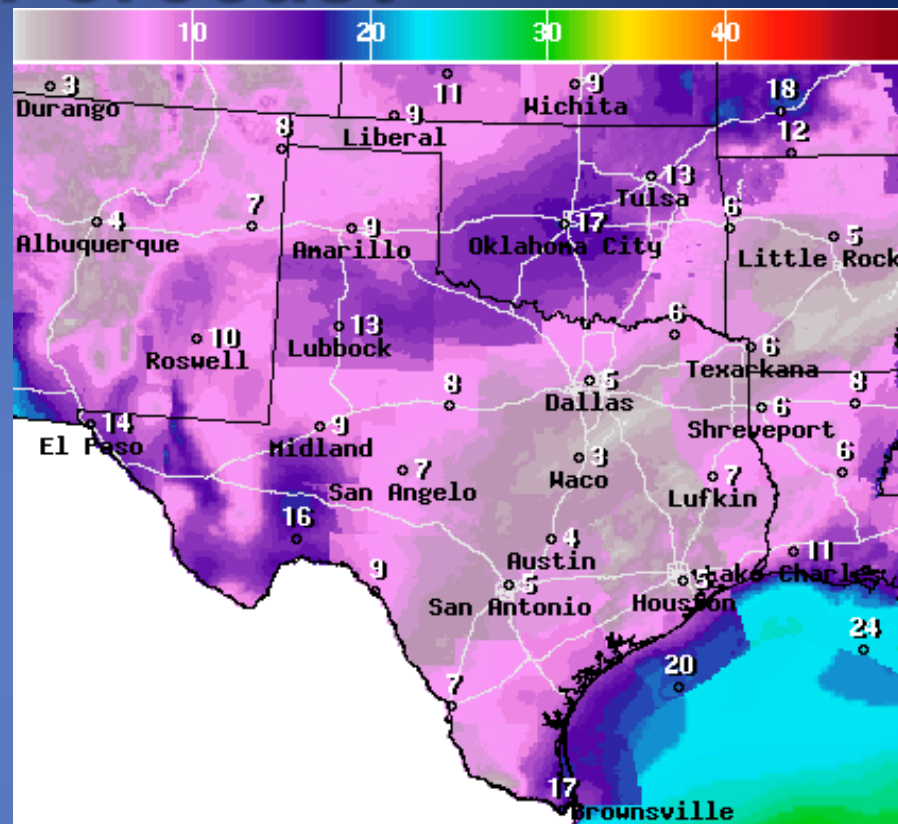 10 20 30 40
3
Durango
11
9
Wichita
18
9
Liberal
8
12
13
Tulsa
4
Albuquerque
7
9
Amarillo
17
Oklahoma City
6
5
Little Rock
10
Roswell
13
Lubbock
6
6
Texarkana
5
Dallas
8
8
6
Shreveport
14
El Paso
9
Midland
7
San Angelo
3
Waco
7
Lufkin
6
16
4
Austin
11
Lake Charles
9
5
San Antonio
5
Houston
24
20
7
17
Brownsville